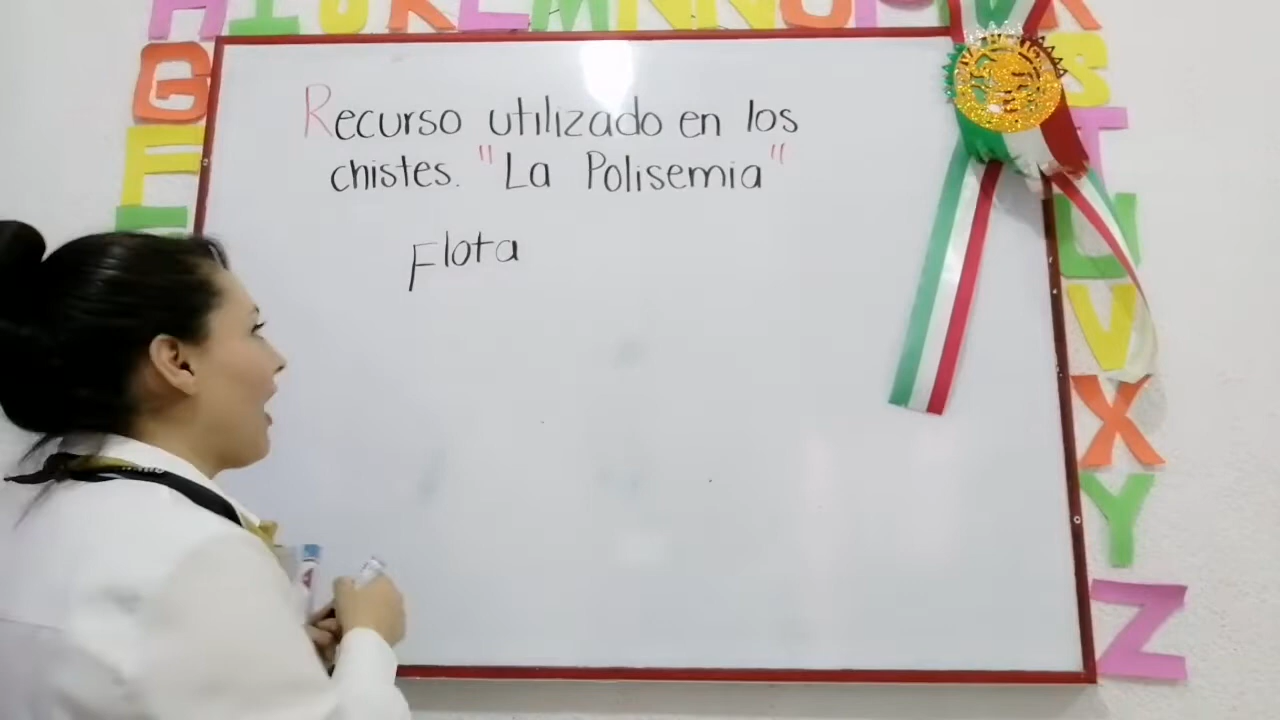 H I J K L M N N O P
G
F
Recurso utilizado en los
chistes. "La Polisemia"
Flota
S
T
U
V
X
Y
Z